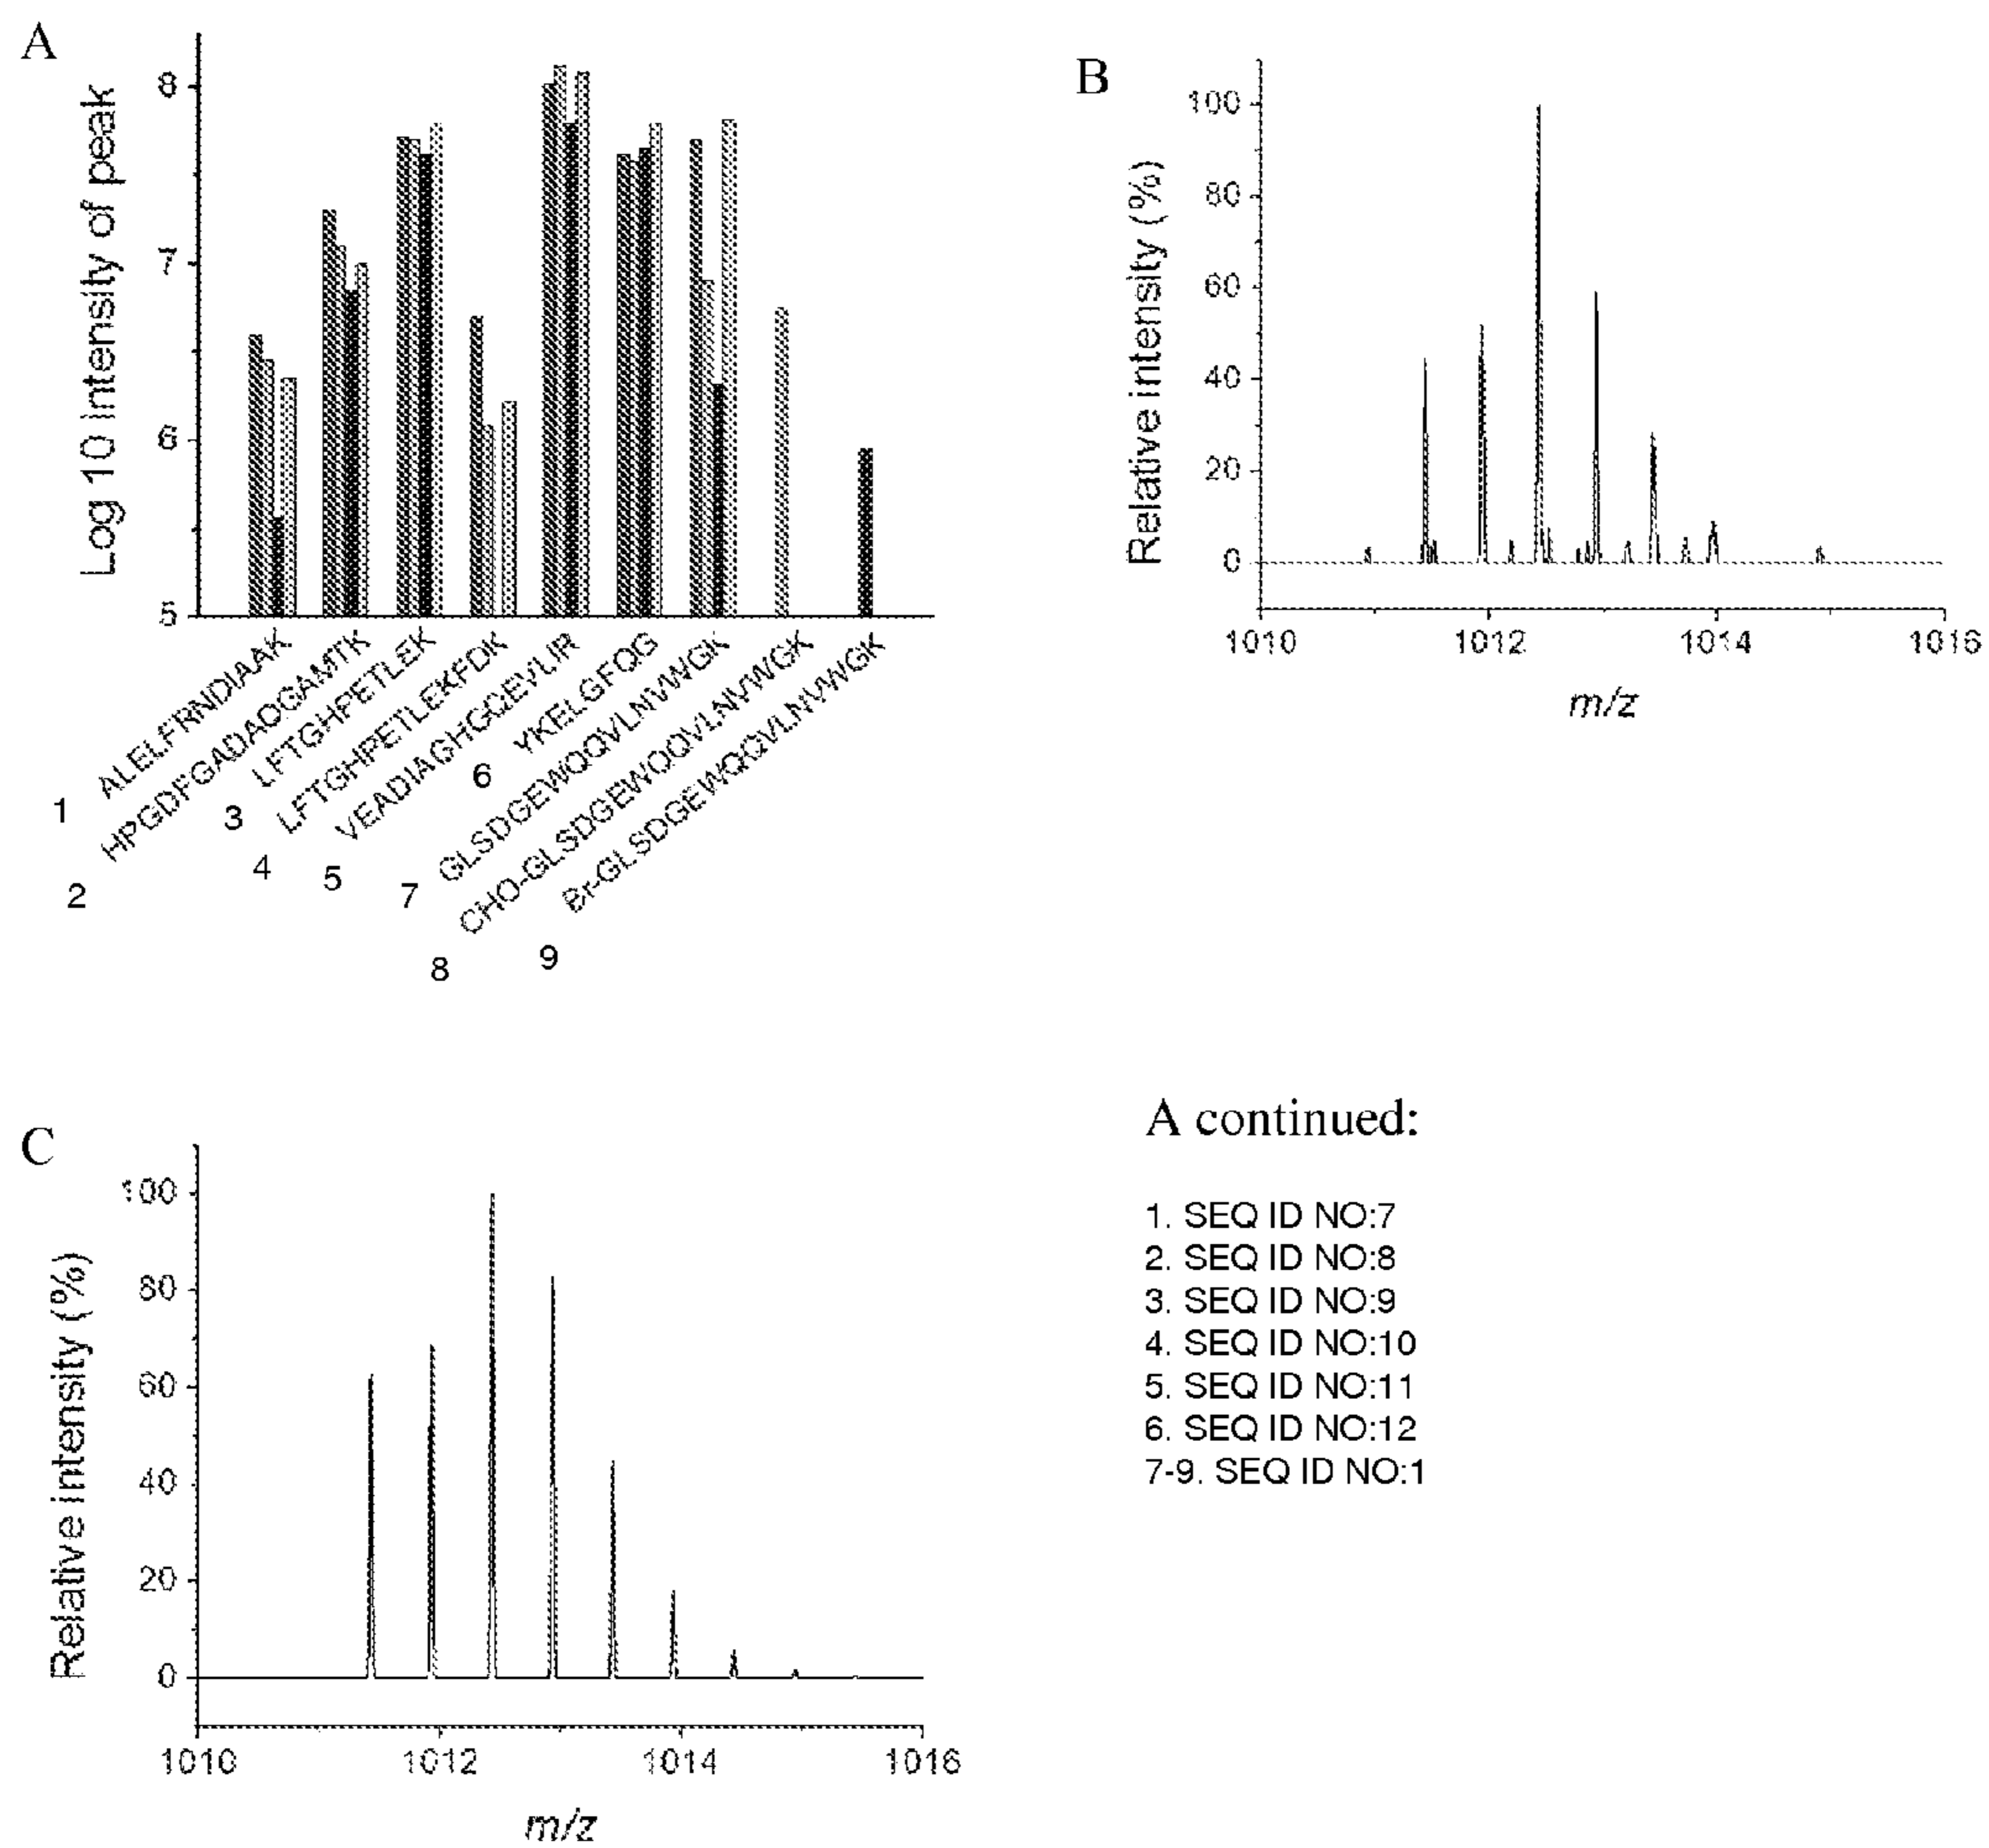 A
Log 10 intensity of peak
8
7
6
5
ALELFRNDIAAK
HPGDFGADAQGAMTK
LFTGHPETLEK
LFTGHPETLEKFDK
VEADIAGHGQEVLIR
YKELGFQG
GLSDGEWQQVLNVWGK
CHO-GLSDGEWQQVLNVWGK
Br-GLSDGEWQQVLNVWGK
1
2
3
4
5
6
7
8
9
B
Relative intensity (%)
100
80
60
40
20
0
1010 1012 1014 1016
m/z
C
Relative intensity (%)
100
80
60
40
20
0
1010 1012 1014 1016
m/z
A continued:
1. SEQ ID NO:7
2. SEQ ID NO:8
3. SEQ ID NO:9
4. SEQ ID NO:10
5. SEQ ID NO:11
6. SEQ ID NO:12
7-9. SEQ ID NO:1